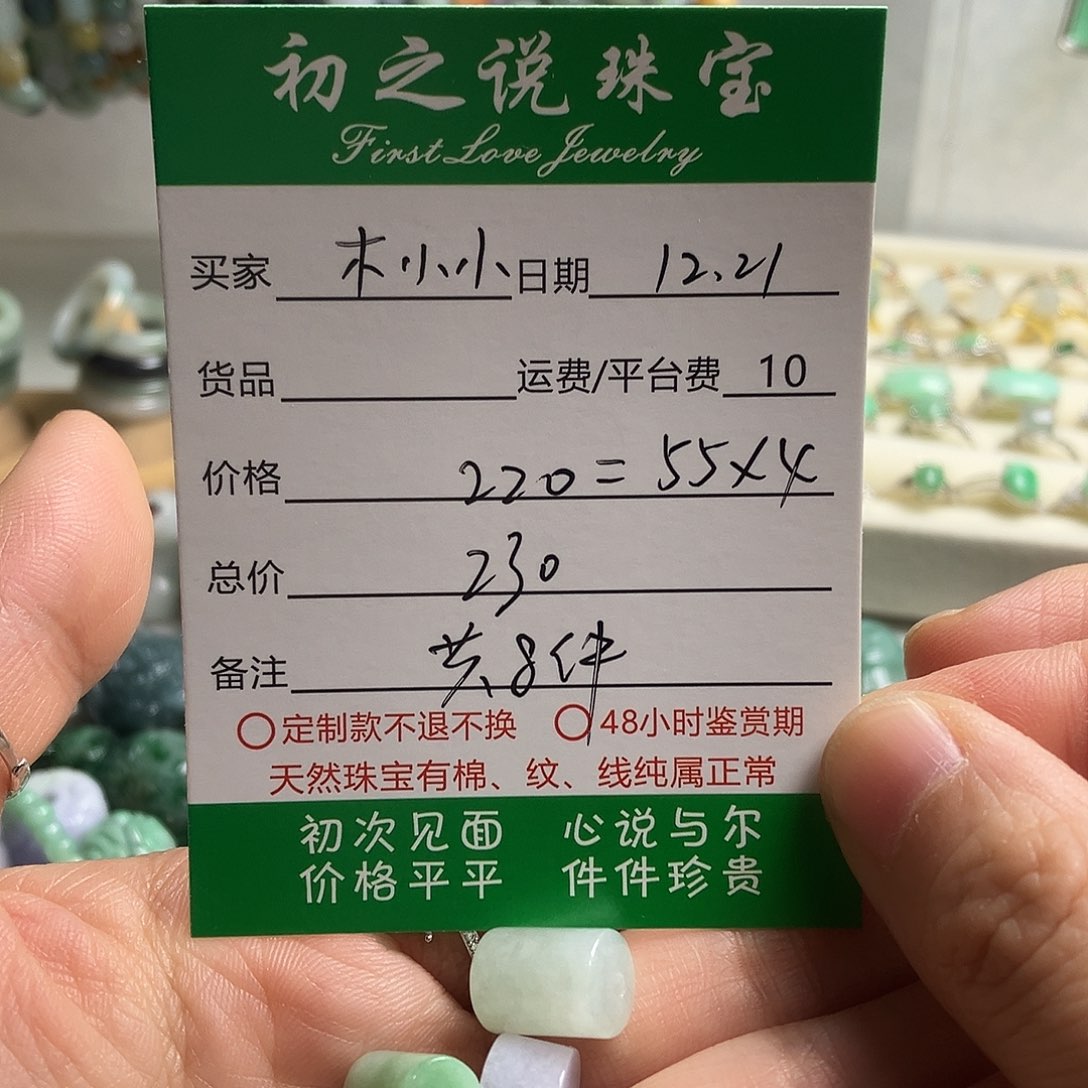 初之说珠宝
First Love Jewelry
买家 木小小 日期 12.21
货品 运费/平台费 10
价格 220=55×4
总价 230
备注 共8件
定制款不退不换 48小时鉴赏期
天然珠宝有棉、纹、线纯属正常
初次见面 心说与尔
价格平平 件件珍贵